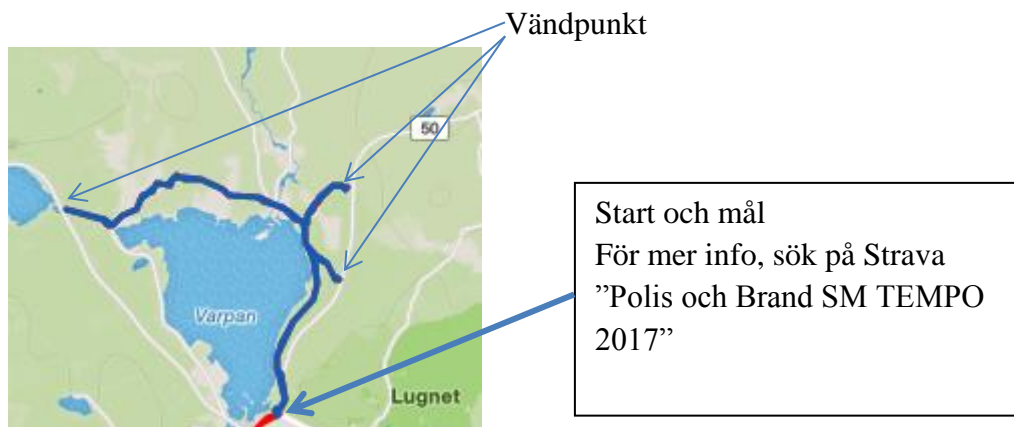 Vändpunkt
50
Start och mål
För mer info, sök på Strava
”Polis och Brand SM TEMPO
2017”
Varpan
Lugnet